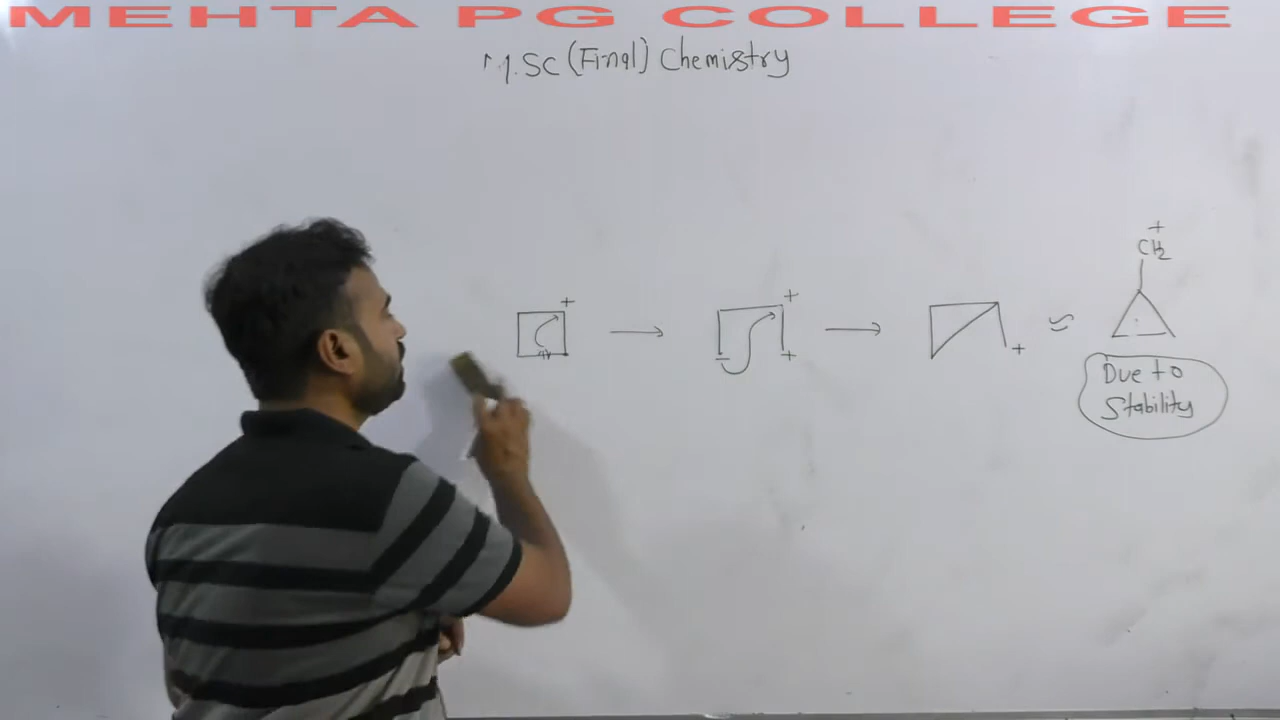 MEHTA PG COLLEGE
M.SC (Final) Chemistry
+
CH2
+
+
+
+
Due to
Stability